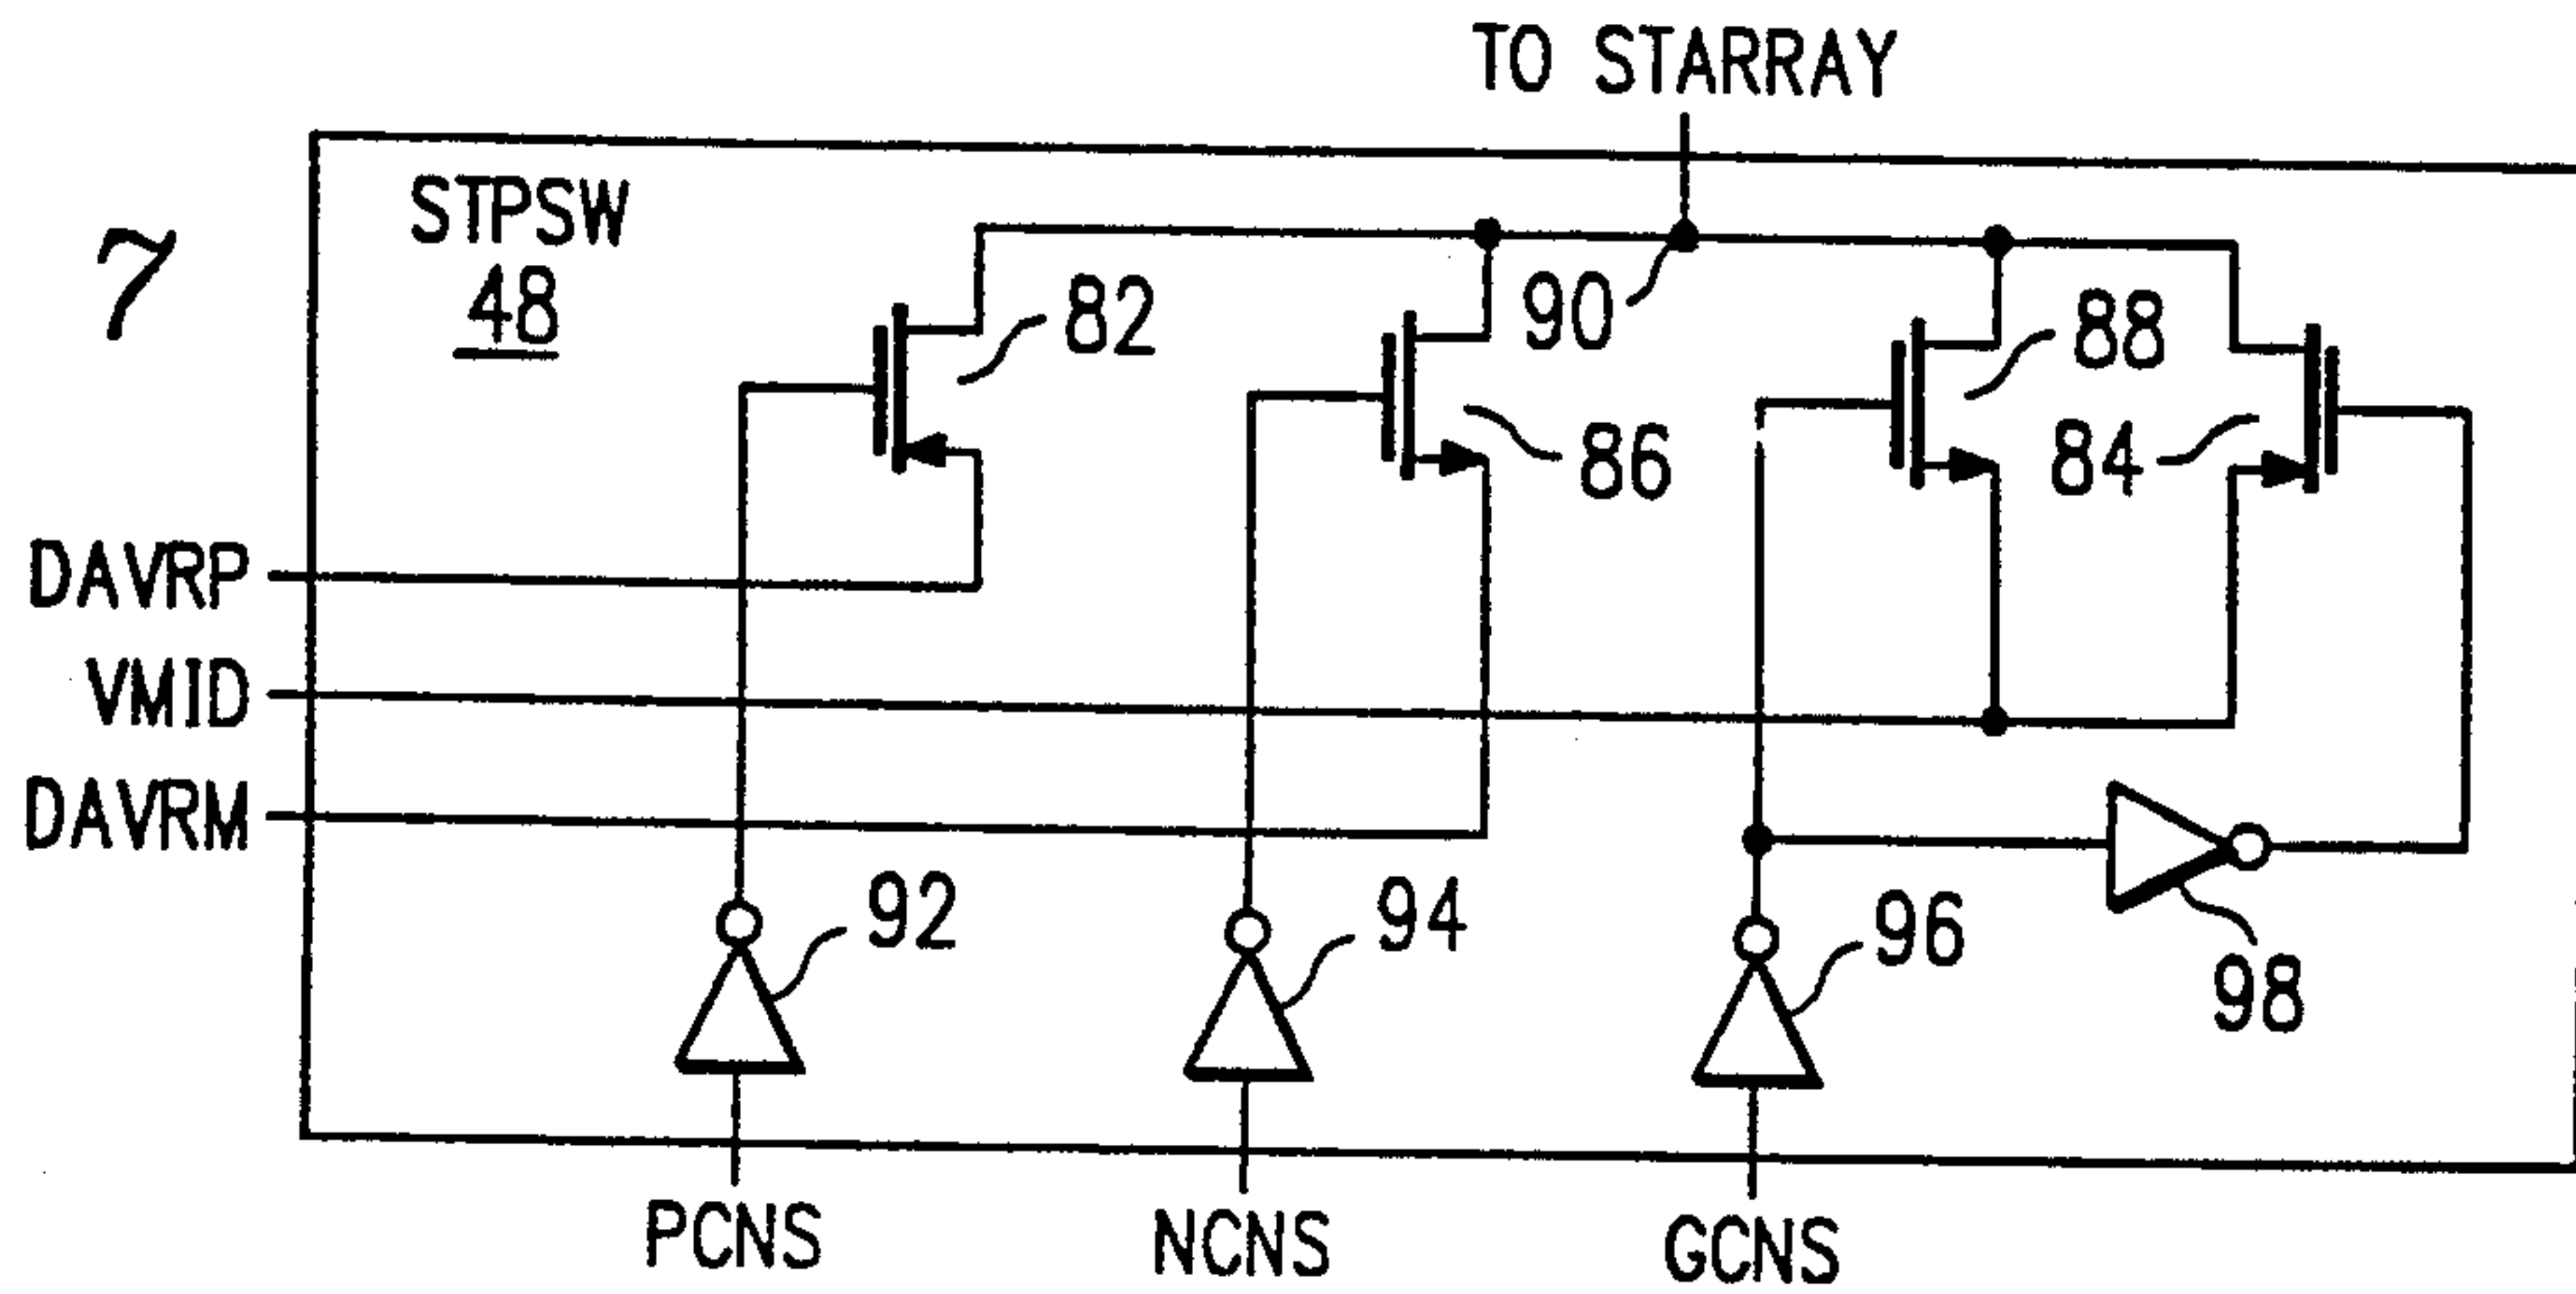 TO STARRAY
7
STPSW
48
82
90
88
86
84
DAVRP
VMID
DAVRM
92
94
96
98
PCNS
NCNS
GCNS